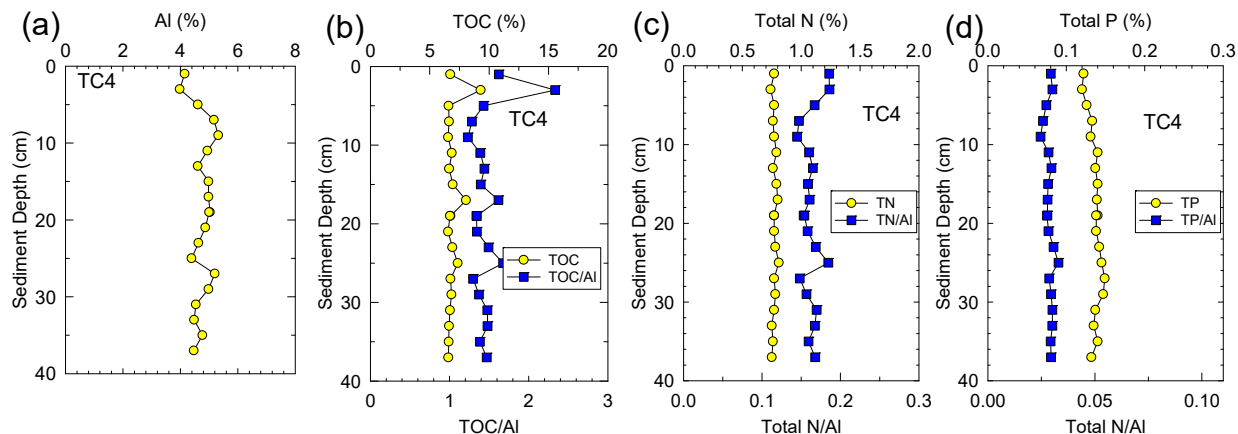 (a)
Al (%)
0 2 4 6 8
TC4
0
10
20
30
40
Sediment Depth (cm)
(b)
TOC (%)
0 5 10 15 20
TC4
0
10
20
30
40
Sediment Depth (cm)
TOC
TOC/Al
0 1 2 3
TOC/Al
(c)
Total N (%)
0.0 0.5 1.0 1.5 2.0
TC4
0
10
20
30
40
Sediment Depth (cm)
TN
TN/Al
0.0 0.1 0.2 0.3
Total N/Al
(d)
Total P (%)
0.00 0.1 0.2 0.3
TC4
0
10
20
30
40
Sediment Depth (cm)
TP
TP/Al
0.00 0.05 0.10
Total N/Al